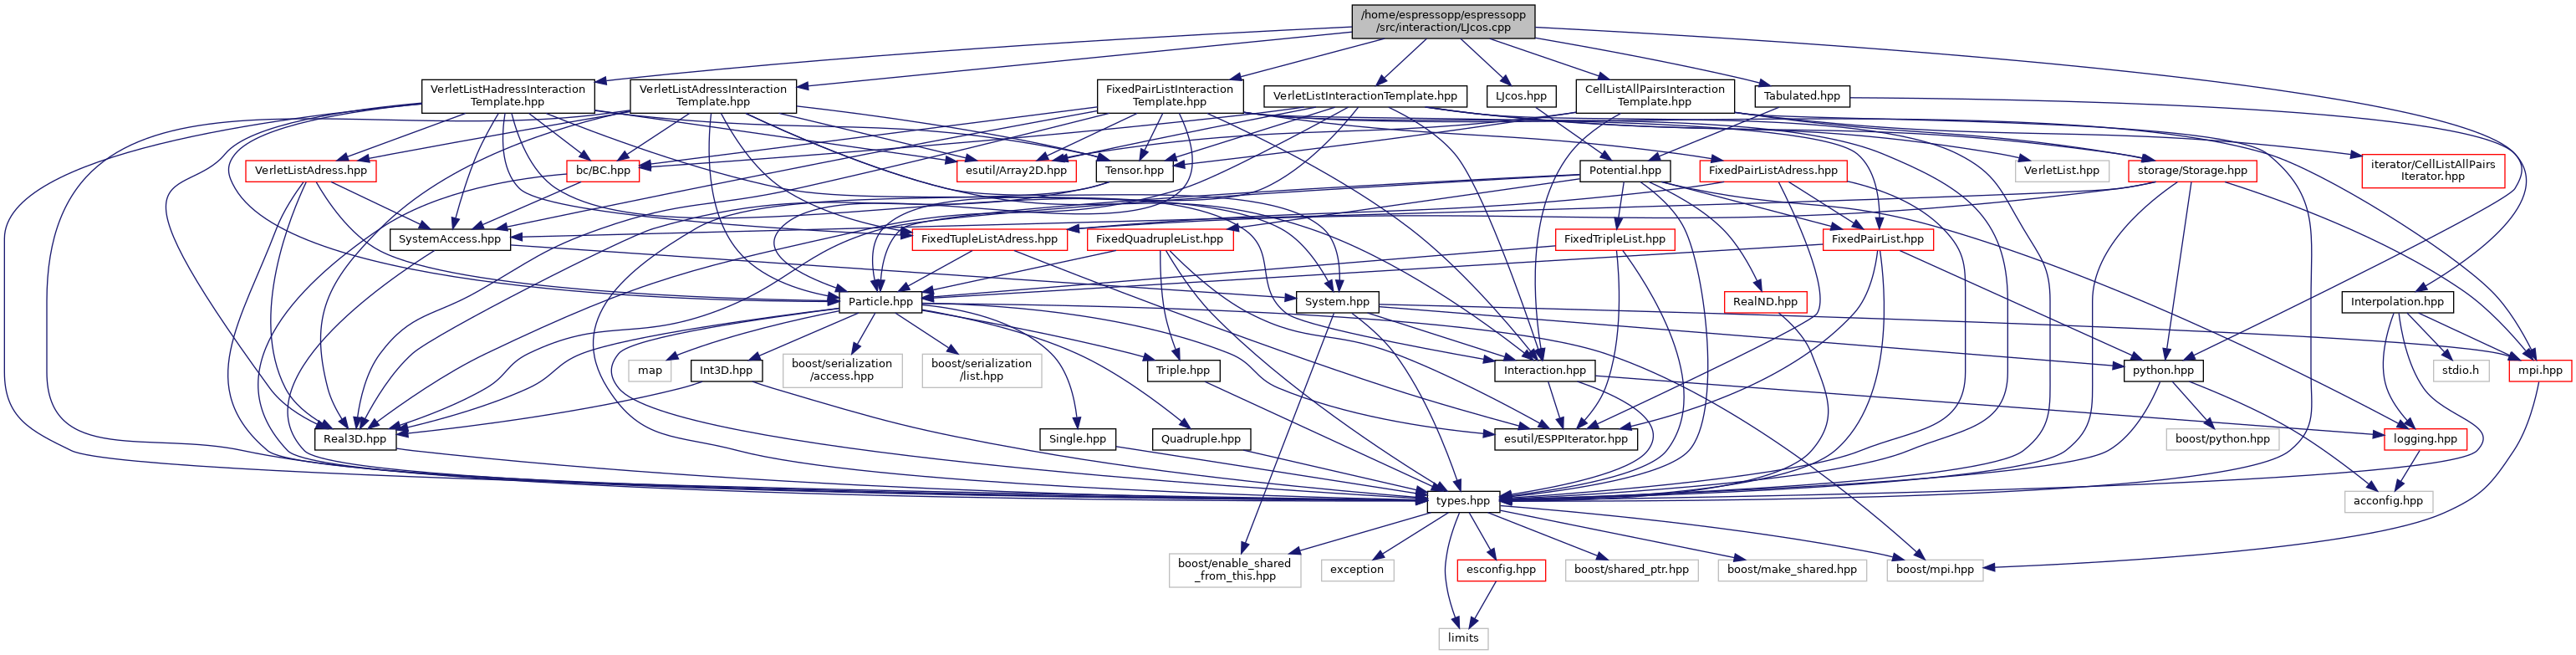 /home/espressopp/espressopp
/src/interaction/LJcos.cpp
VerletListHadressInteraction
Template.hpp
VerletListAdressInteraction
Template.hpp
FixedPairListInteraction
Template.hpp
VerletListInteractionTemplate.hpp
LJcos.hpp
CellListAllPairsInteraction
Template.hpp
Tabulated.hpp
VerletListAdress.hpp
bc/BC.hpp
esutil/Array2D.hpp
Tensor.hpp
Potential.hpp
FixedPairListAdress.hpp
VerletList.hpp
storage/Storage.hpp
iterator/CellListAllPairs
Iterator.hpp
SystemAccess.hpp
FixedTupleListAdress.hpp
FixedQuadrupleList.hpp
FixedTripleList.hpp
FixedPairList.hpp
Particle.hpp
System.hpp
RealND.hpp
Interpolation.hpp
map
Int3D.hpp
boost/serialization
/access.hpp
boost/serialization
/list.hpp
Triple.hpp
Interaction.hpp
python.hpp
stdio.h
mpi.hpp
Real3D.hpp
Single.hpp
Quadruple.hpp
esutil/ESPPIterator.hpp
boost/python.hpp
logging.hpp
types.hpp
acconfig.hpp
boost/enable_shared
_from_this.hpp
exception
esconfig.hpp
boost/shared_ptr.hpp
boost/make_shared.hpp
boost/mpi.hpp
limits